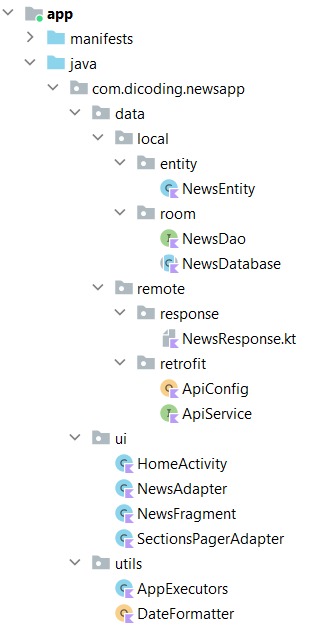 app
manifests
java
com.dicoding.newsapp
data
local
entity
NewsEntity
room
NewsDao
NewsDatabase
remote
response
NewsResponse.kt
retrofit
ApiConfig
ApiService
ui
HomeActivity
NewsAdapter
NewsFragment
SectionsPagerAdapter
utils
AppExecutors
DateFormatter